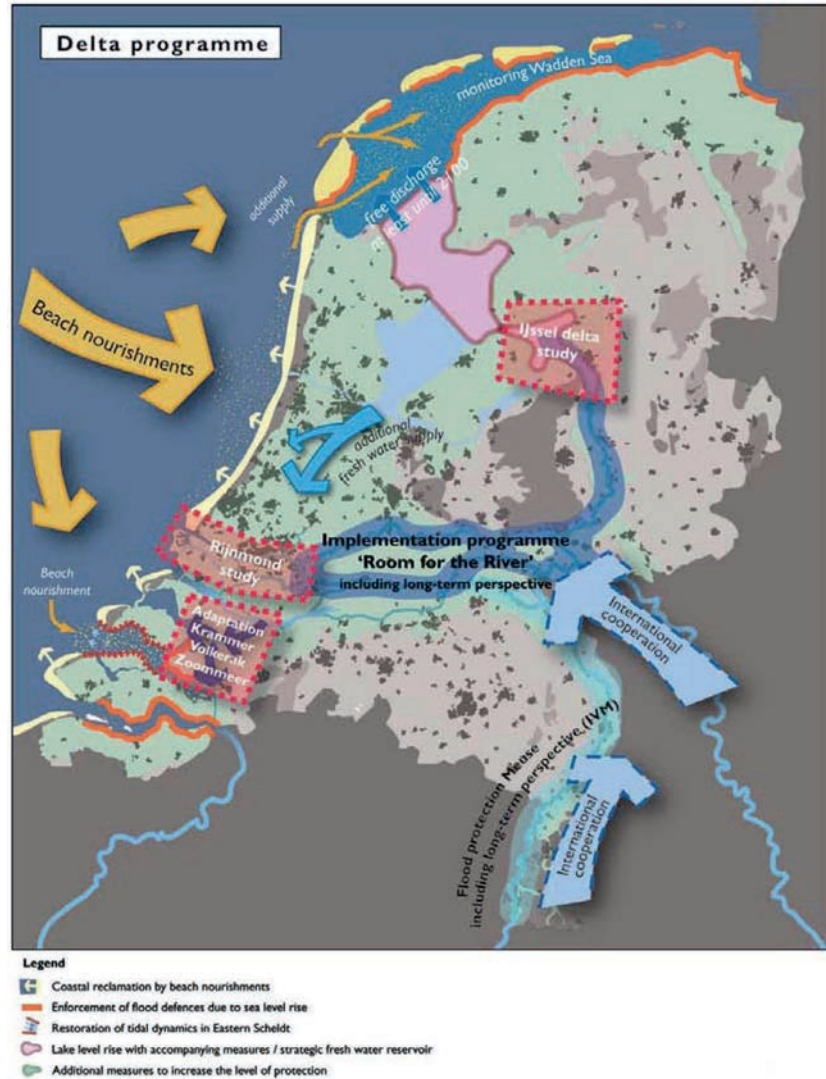 Delta programme
monitoring Wadden Sea
free discharge
at least until 2100
additional
supply
Beach nourishments
IJssel delta
study
additional
fresh water supply
Rijnmond
study
Implementation programme
'Room for the River'
including long-term perspective
Beach
nourishment
Adaptation
Krammer
Volkerak
Zoommeer
International
cooperation
Flood protection Meuse
including long-term perspective (IVM)
International
cooperation
Legend
Coastal reclamation by beach nourishments
Enforcement of flood defences due to sea level rise
Restoration of tidal dynamics in Eastern Scheldt
Lake level rise with accompanying measures / strategic fresh water reservoir
Additional measures to increase the level of protection